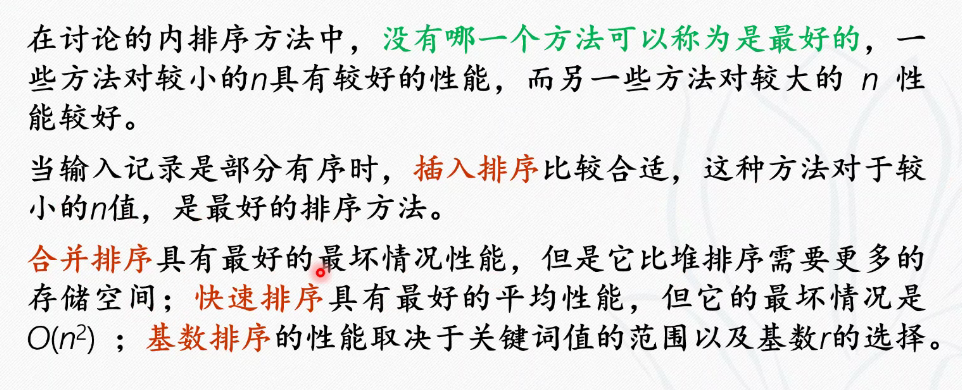 在讨论的内排序方法中，没有哪一个方法可以称为是最好的，一
些方法对较小的n具有较好的性能，而另一些方法对较大的 n 性
能较好。
当输入记录是部分有序时，插入排序比较合适，这种方法对于较
小的n值，是最好的排序方法。
合并排序具有最好的最坏情况性能，但是它比堆排序需要更多的
存储空间；快速排序具有最好的平均性能，但它的最坏情况是
O(n²) ；基数排序的性能取决于关键词值的范围以及基数r的选择。